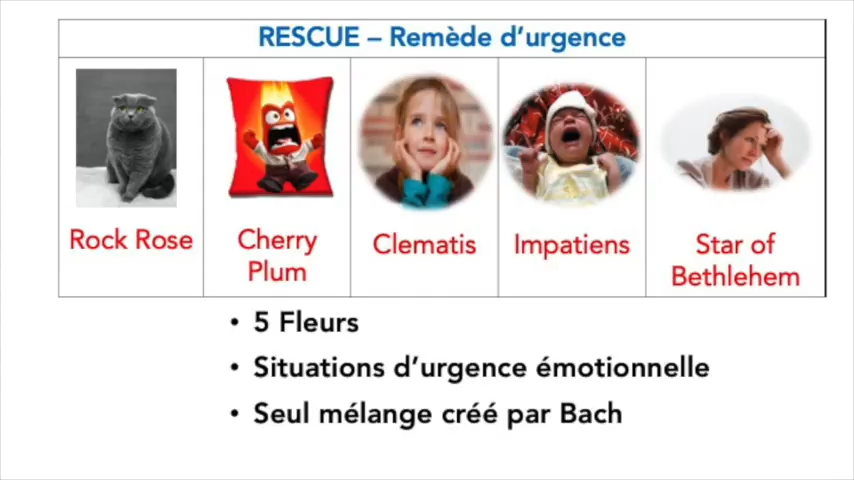 RESCUE – Remède d’urgence
Rock Rose
Cherry
Plum
Clematis
Impatiens
Star of
Bethlehem
• 5 Fleurs
• Situations d’urgence émotionnelle
• Seul mélange créé par Bach